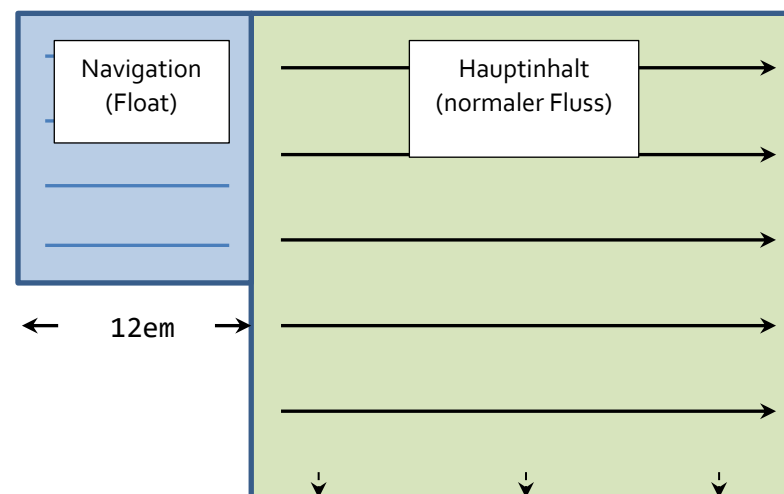 Navigation
(Float)
Hauptinhalt
(normaler Fluss)
12em